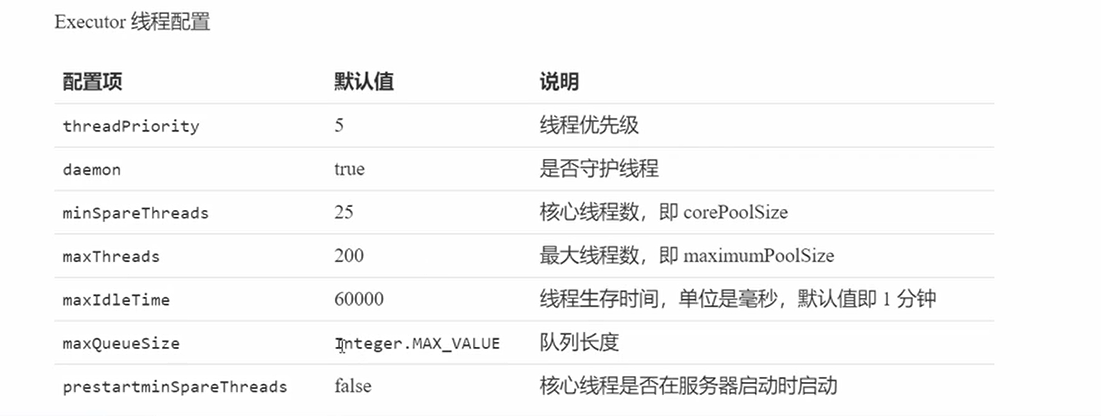 Executor 线程配置
配置项 默认值 说明
threadPriority 5 线程优先级
daemon true 是否守护线程
minSpareThreads 25 核心线程数，即 corePoolSize
maxThreads 200 最大线程数，即 maximumPoolSize
maxIdleTime 60000 线程生存时间，单位是毫秒，默认值即 1 分钟
maxQueueSize Integer.MAX_VALUE 队列长度
prestartminSpareThreads false 核心线程是否在服务器启动时启动